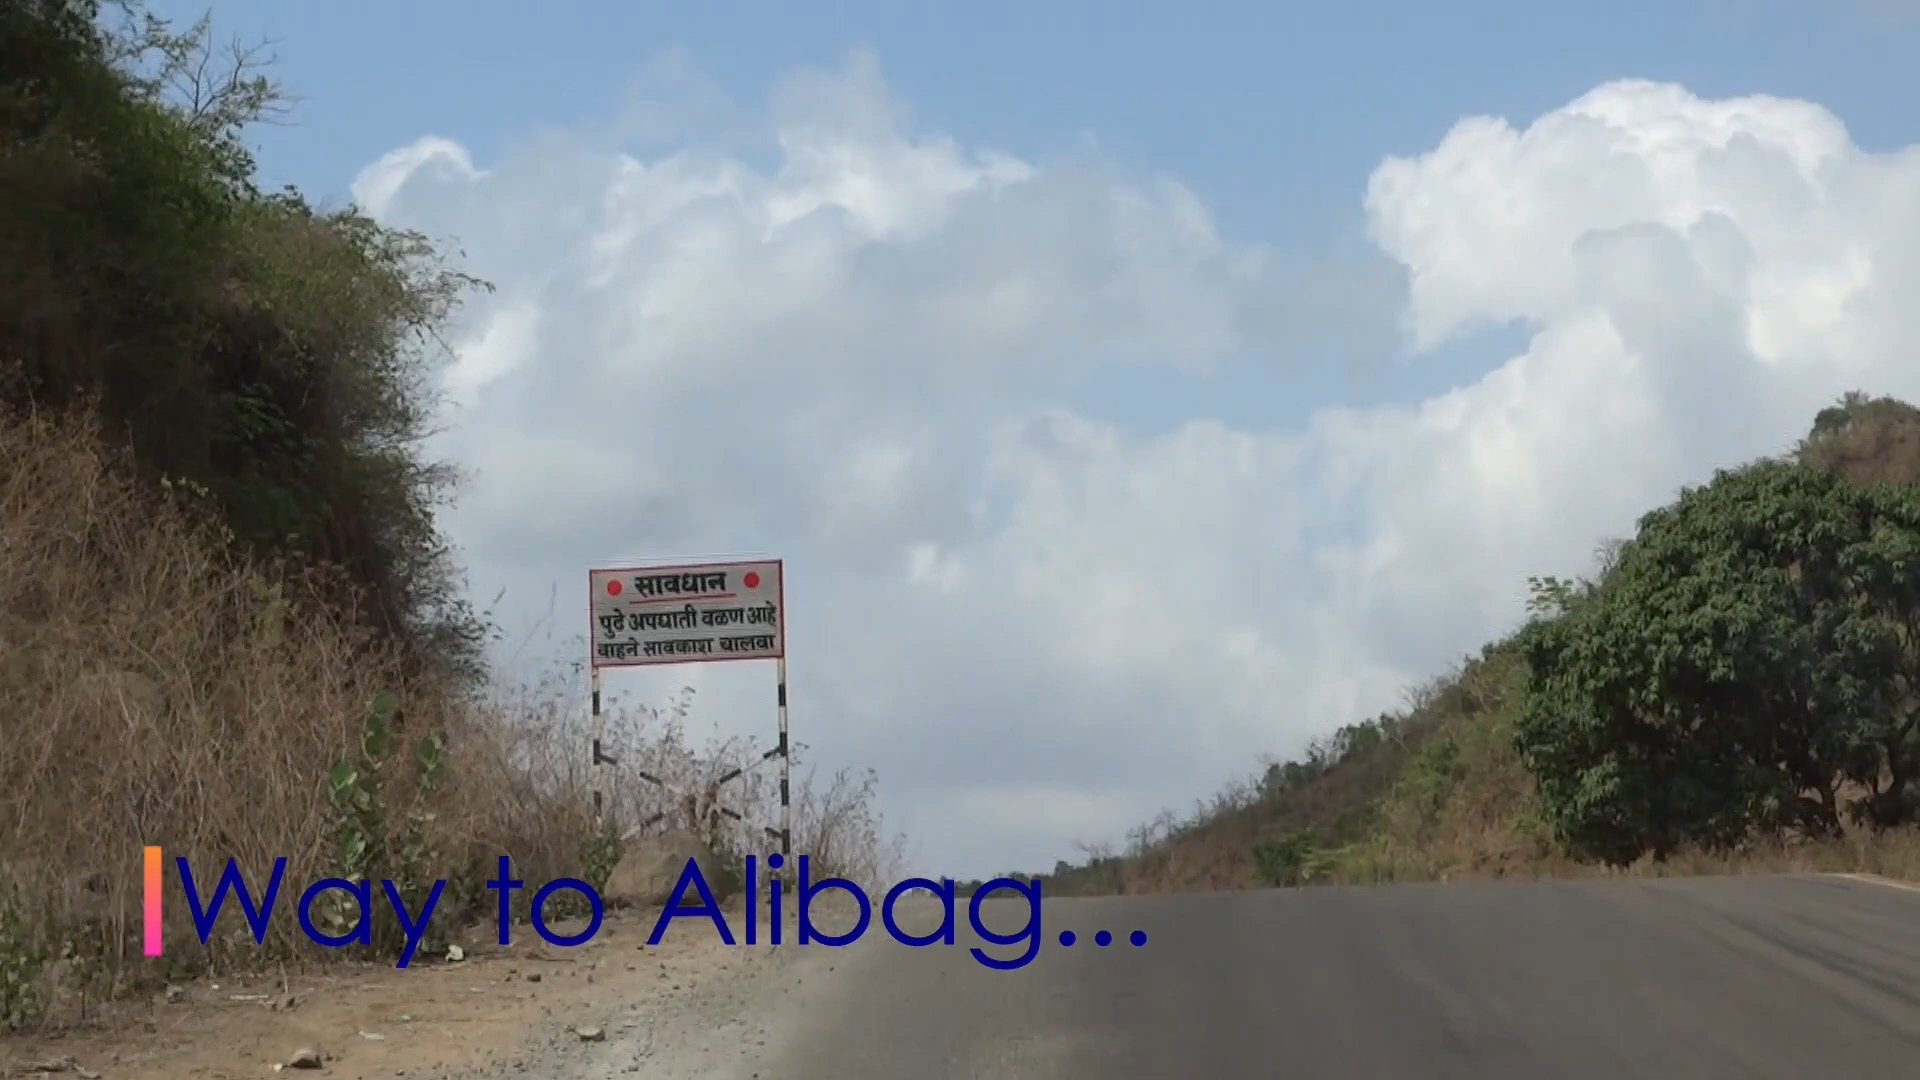 सावधान
पुढे अपघाती वळण आहे
वाहने सावकाश चालवा
Way to Alibag...